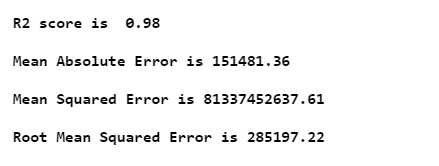 R2 score is  0.98
Mean Absolute Error is 151481.36
Mean Squared Error is 81337452637.61
Root Mean Squared Error is 285197.22